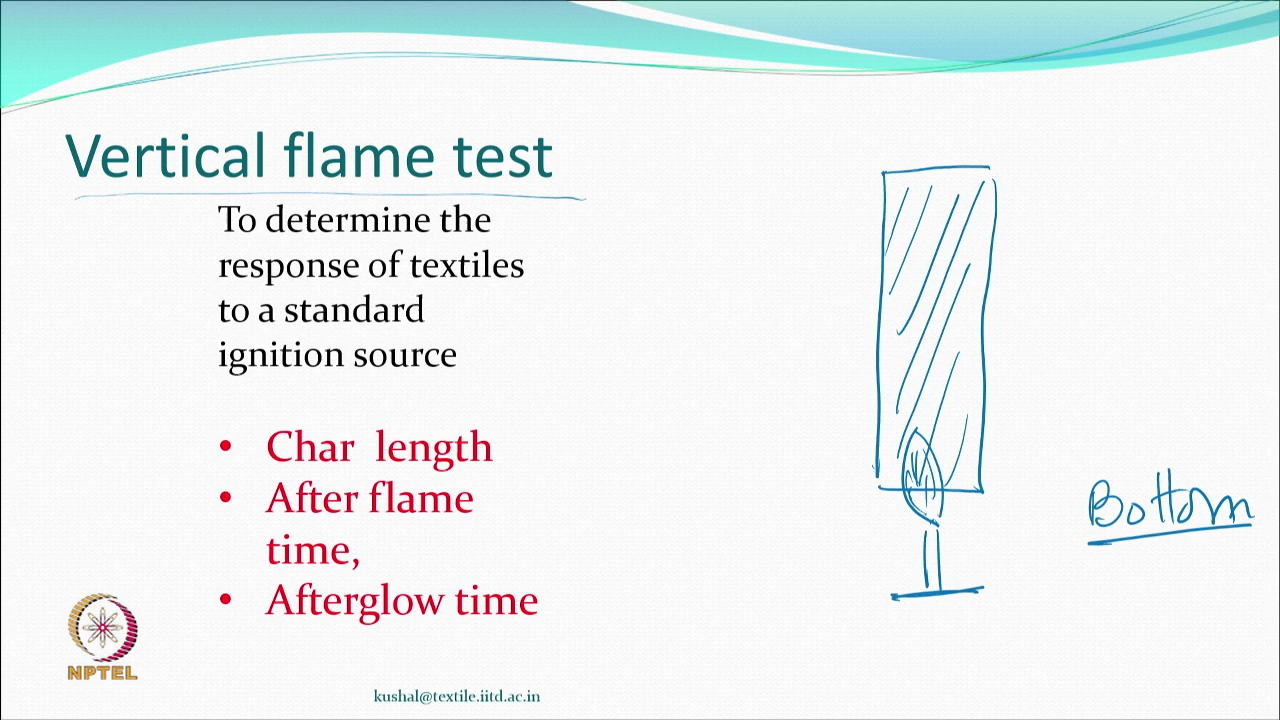 Vertical flame test
To determine the
response of textiles
to a standard
ignition source
• Char length
• After flame
time,
• Afterglow time
Bottom
NPTEL
kushal@textile.iitd.ac.in